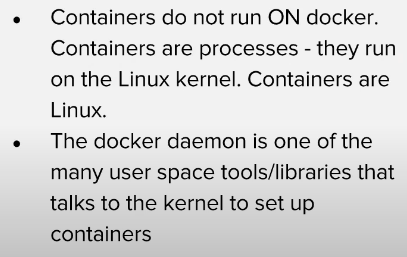 • Containers do not run ON docker.
Containers are processes - they run
on the Linux kernel. Containers are
Linux.
• The docker daemon is one of the
many user space tools/libraries that
talks to the kernel to set up
containers